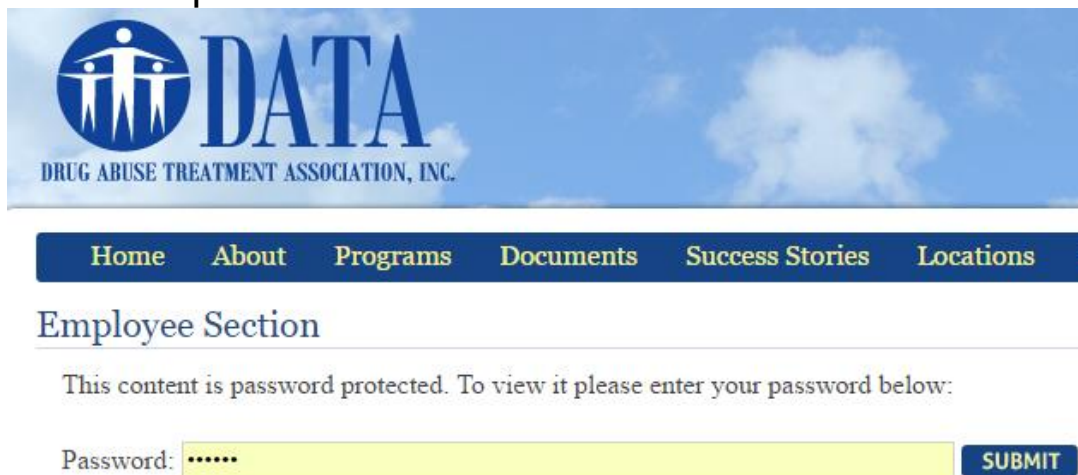 DATA
DRUG ABUSE TREATMENT ASSOCIATION, INC.
Home About Programs Documents Success Stories Locations
Employee Section
This content is password protected. To view it please enter your password below:
Password: •••••• SUBMIT